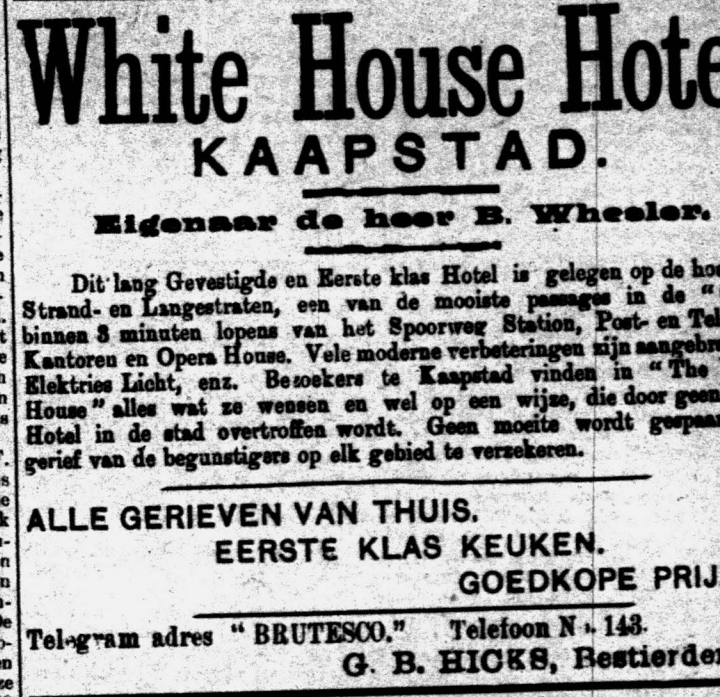 White House Hote
KAAPSTAD.
Eigenaar de heer B. Wheeler.
Dit lang Gevestigde en Eerste klas Hotel is gelegen op de ho
Strand- en Langestraten, een van de mooiste passages in de "
binnen 3 minuten lopens van het Spoorweg Station, Post- en Tel
Kantoren en Opera House. Vele moderne verbeteringen zijn aangebr
Elektries Licht, enz. Bezoekers te Kaapstad vinden in "The
House" alles wat ze wensen en wel op een wijze, die door geen
Hotel in de stad overtroffen wordt. Geen moeite wordt gespaar
gerief van de begunstigers op elk gebied te verzekeren.
ALLE GERIEVEN VAN THUIS.
EERSTE KLAS KEUKEN.
GOEDKOPE PRIJ
Telegram adres "BRUTESCO." Telefoon No. 143.
G. B. HICKS, Bestierder